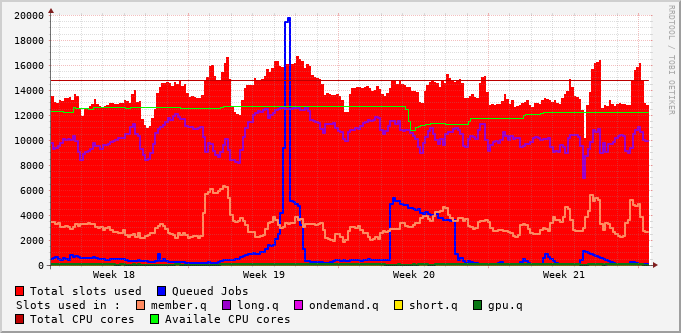 20000
18000
16000
14000
12000
10000
8000
6000
4000
2000
0
Week 18 Week 19 Week 20 Week 21
RRDTOOL / TOBI OETIKER
Total slots used Queued Jobs
Slots used in : member.q long.q ondemand.q short.q gpu.q
Total CPU cores Availale CPU cores